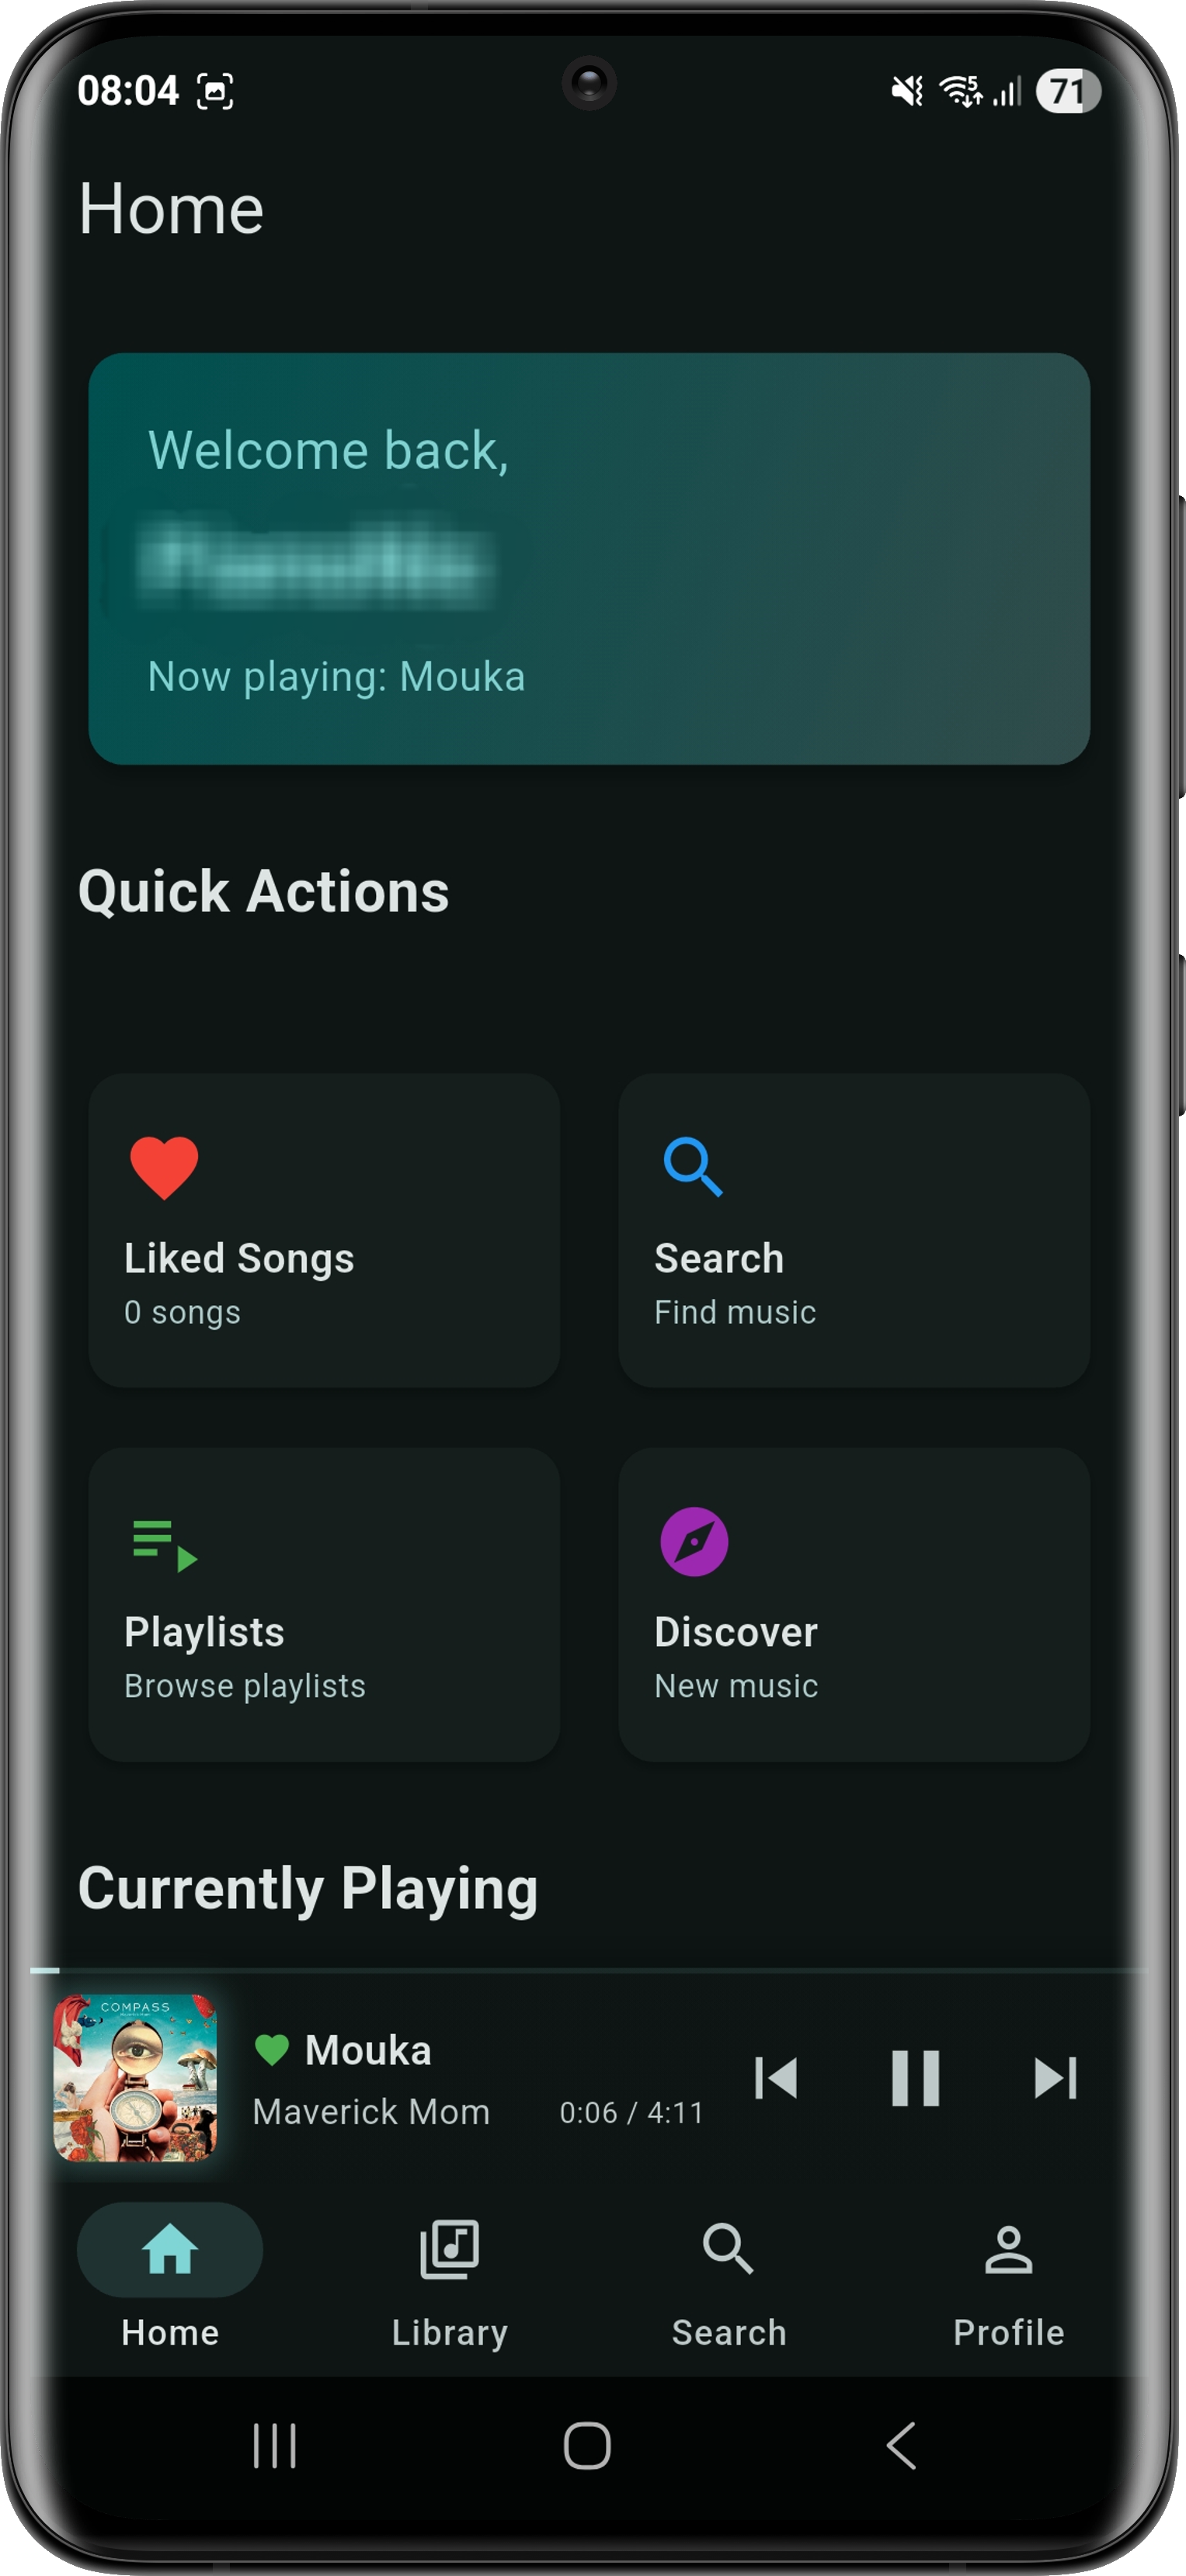 08:04
5
71
Home
Welcome back,
Now playing: Mouka
Quick Actions
Liked Songs
0 songs
Search
Find music
Playlists
Browse playlists
Discover
New music
Currently Playing
COMPASS
Mouka
Maverick Mom
0:06 / 4:11
Home
Library
Search
Profile